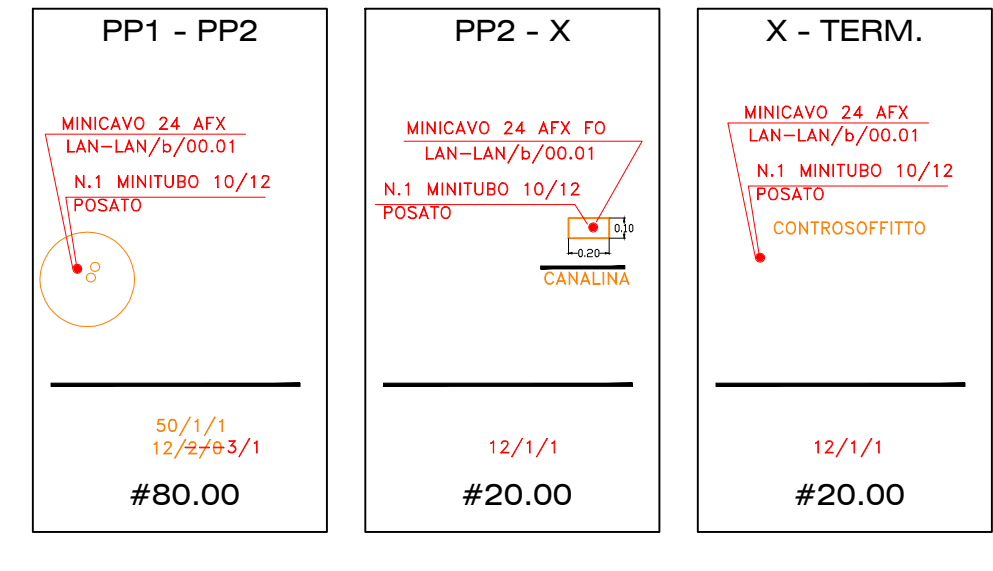 PP1 - PP2
MINICAVO 24 AFX
LAN-LAN/b/00.01
N.1 MINITUBO 10/12
POSATO
50/1/1
12/2-0 3/1
#80.00
PP2 - X
MINICAVO 24 AFX FO
LAN-LAN/b/00.01
N.1 MINITUBO 10/12
POSATO
0.10
0.20
CANALINA
12/1/1
#20.00
X - TERM.
MINICAVO 24 AFX
LAN-LAN/b/00.01
N.1 MINITUBO 10/12
POSATO
CONTROSOFFITTO
12/1/1
#20.00